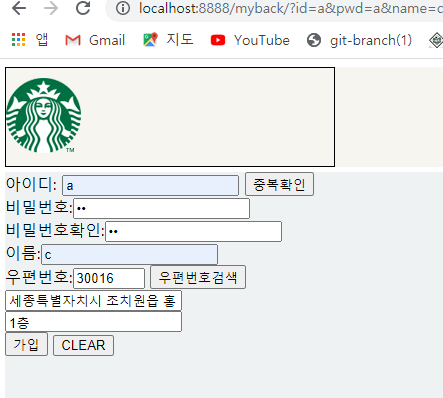 localhost:8888/myback/?id=a&pwd=a&name=c
앱 Gmail 지도 YouTube git-branch(1)
TM
아이디: a 중복확인
비밀번호:••
비밀번호확인:••
이름:c
우편번호:30016 우편번호검색
세종특별자치시 조치원읍 홍
1층
가입 CLEAR